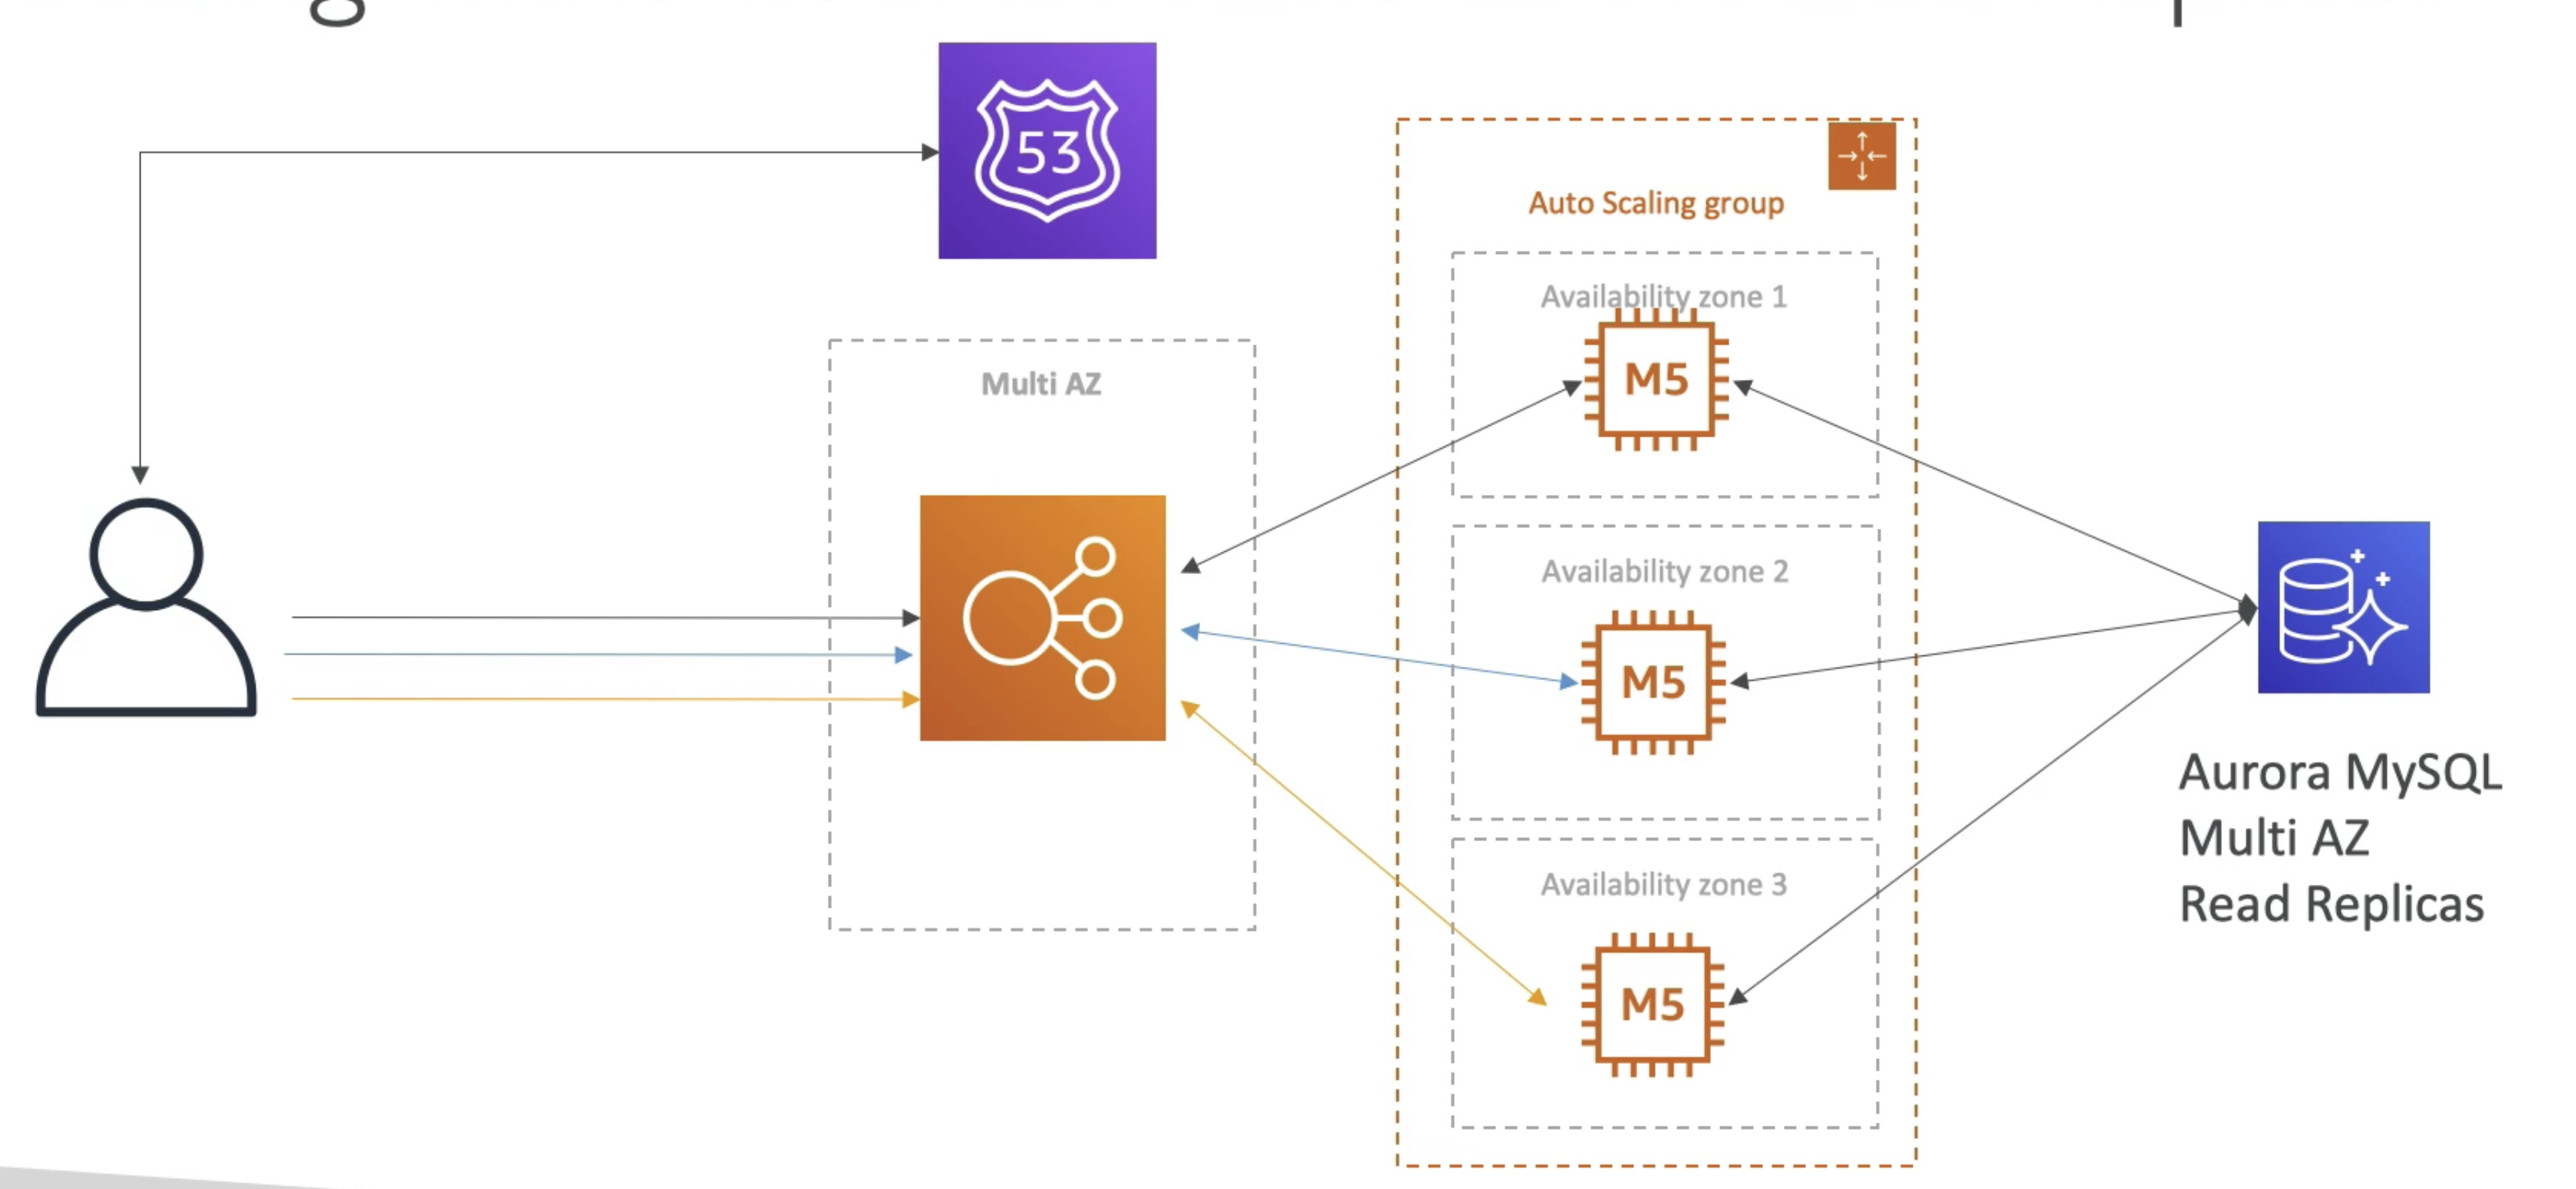 53
Auto Scaling group
Availability zone 1
M5
Multi AZ
Availability zone 2
M5
Aurora MySQL
Multi AZ
Read Replicas
Availability zone 3
M5